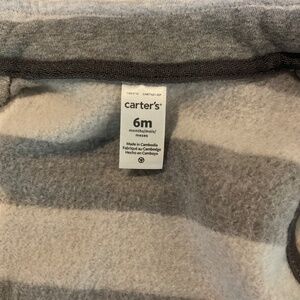 carter's
6m
months/mois/
meses
Made in Cambodia
Fabriqué au Cambodge
Hecho en Camboya